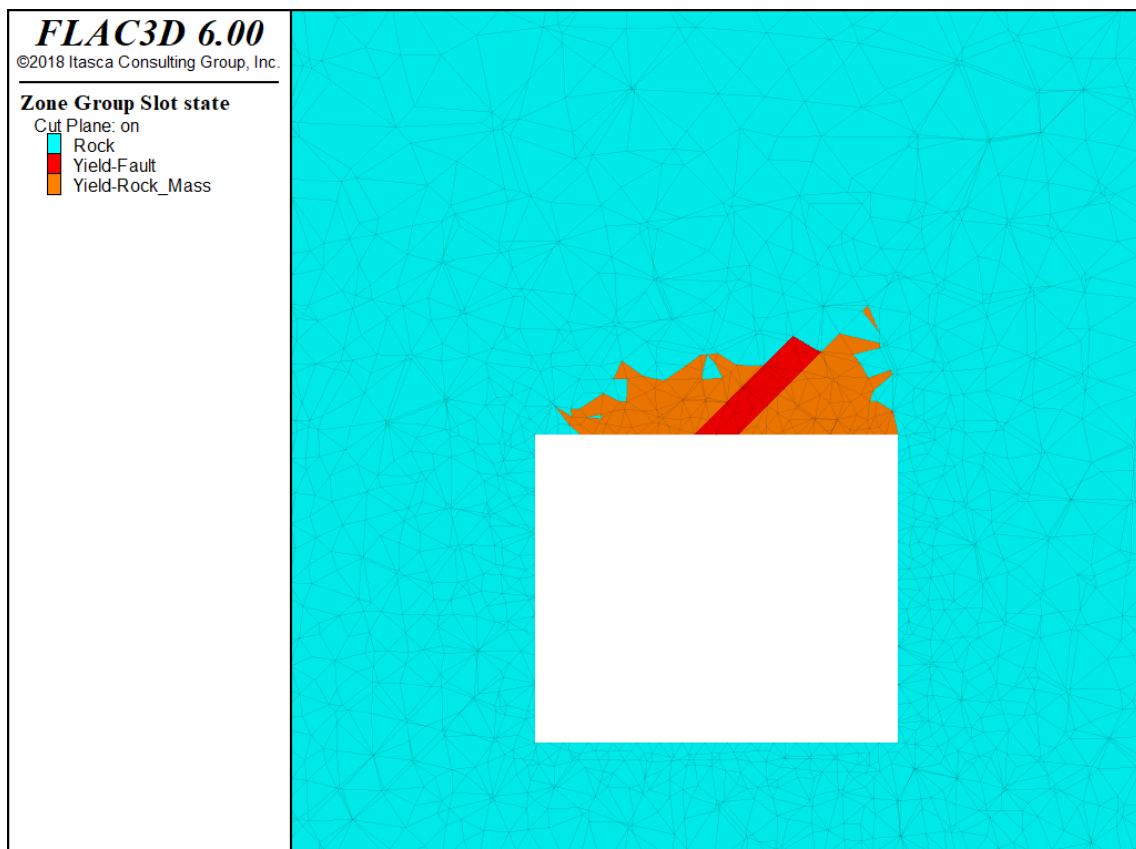 FLAC3D 6.00
©2018 Itasca Consulting Group, Inc.
Zone Group Slot state
Cut Plane: on
Rock
Yield-Fault
Yield-Rock_Mass